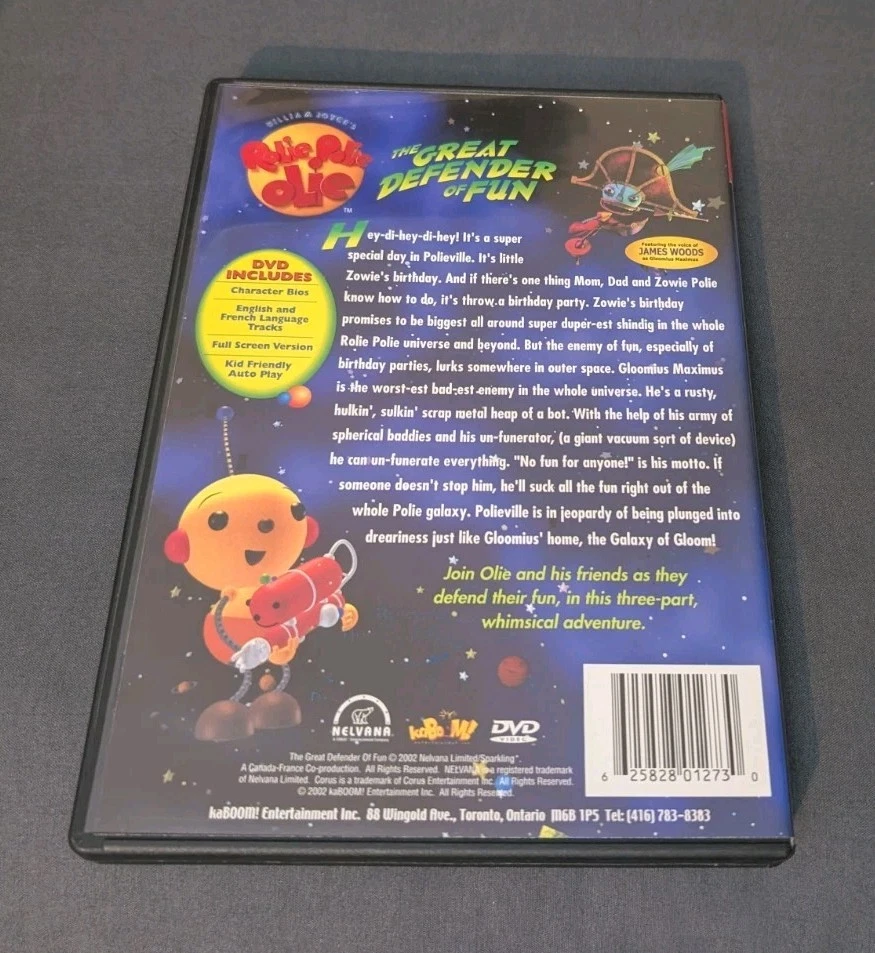 WILLIAM JOYCE'S
Rolie Polie
Olie
TM
THE GREAT
DEFENDER
OF FUN
Featuring the voice of
JAMES WOODS
as Gloomius Maximus
Hey-di-hey-di-hey! It's a super
special day in Polieville. It's little
Zowie's birthday. And if there's one thing Mom, Dad and Zowie Polie
know how to do, it's throw a birthday party. Zowie's birthday
promises to be biggest all around super duper-est shindig in the whole
Rolie Polie universe and beyond. But the enemy of fun, especially of
birthday parties, lurks somewhere in outer space. Gloomius Maximus
is the worst-est bad-est enemy in the whole universe. He's a rusty,
hulkin', sulkin' scrap metal heap of a bot. With the help of his army of
spherical baddies and his un-funerator, (a giant vacuum sort of device)
he can un-funerate everything. "No fun for anyone!" is his motto. If
someone doesn't stop him, he'll suck all the fun right out of the
whole Polie galaxy. Polieville is in jeopardy of being plunged into
dreariness just like Gloomius' home, the Galaxy of Gloom!
DVD
INCLUDES
Character Bios
English and
French Language
Tracks
Full Screen Version
Kid Friendly
Auto Play
Join Olie and his friends as they
defend their fun, in this three-part,
whimsical adventure.
NELVANA
kaBOOM!
DVD
VIDEO
The Great Defender Of Fun © 2002 Nelvana Limited/Sparkling*.
A Canada-France Co-production. All Rights Reserved. NELVANA is a registered trademark
of Nelvana Limited. Corus is a trademark of Corus Entertainment Inc. All Rights Reserved.
© 2002 kaBOOM! Entertainment Inc. All Rights Reserved.
6 25828 01273 0
kaBOOM! Entertainment Inc. 88 Wingold Ave., Toronto, Ontario M6B 1P5 Tel: (416) 783-8383